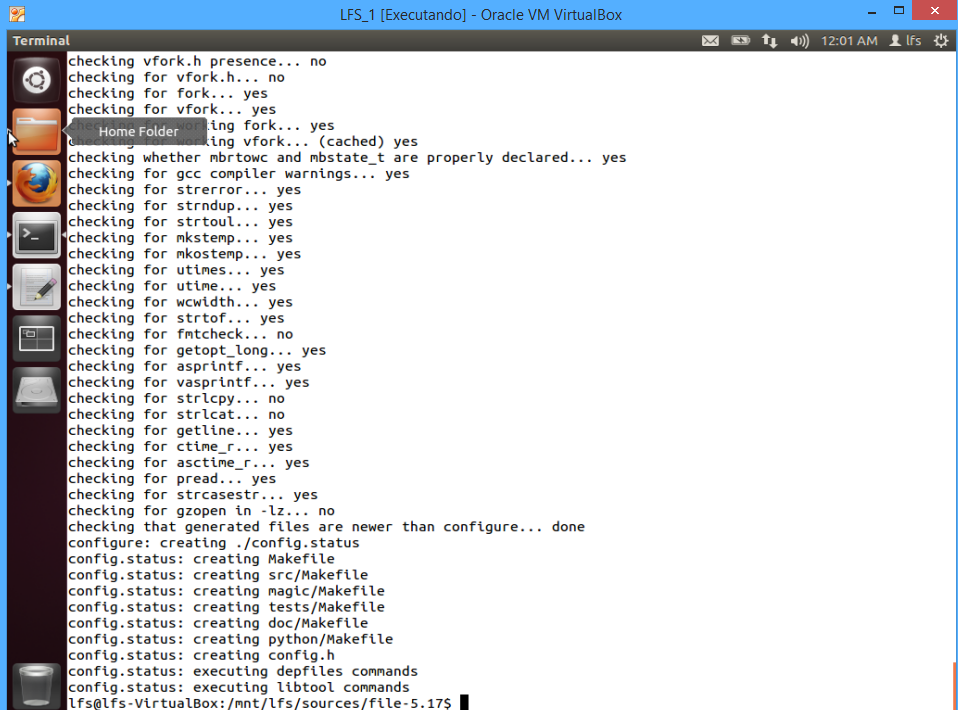 LFS_1 [Executando] - Oracle VM VirtualBox
Terminal 12:01 AM lfs
checking vfork.h presence... no
checking for vfork.h... no
checking for fork... yes
checking for vfork... yes
Home Folder
king fork... yes
checking for working vfork... (cached) yes
checking whether mbrtowc and mbstate_t are properly declared... yes
checking for gcc compiler warnings... yes
checking for strerror... yes
checking for strndup... yes
checking for strtoul... yes
checking for mkstemp... yes
checking for mkostemp... yes
checking for utimes... yes
checking for utime... yes
checking for wcwidth... yes
checking for strtof... yes
checking for fmtcheck... no
checking for getopt_long... yes
checking for asprintf... yes
checking for vasprintf... yes
checking for strlcpy... no
checking for strlcat... no
checking for getline... yes
checking for ctime_r... yes
checking for asctime_r... yes
checking for pread... yes
checking for strcasestr... yes
checking for gzopen in -lz... no
checking that generated files are newer than configure... done
configure: creating ./config.status
config.status: creating Makefile
config.status: creating src/Makefile
config.status: creating magic/Makefile
config.status: creating tests/Makefile
config.status: creating doc/Makefile
config.status: creating python/Makefile
config.status: creating config.h
config.status: executing depfiles commands
config.status: executing libtool commands
lfs@lfs-VirtualBox:/mnt/lfs/sources/file-5.17$